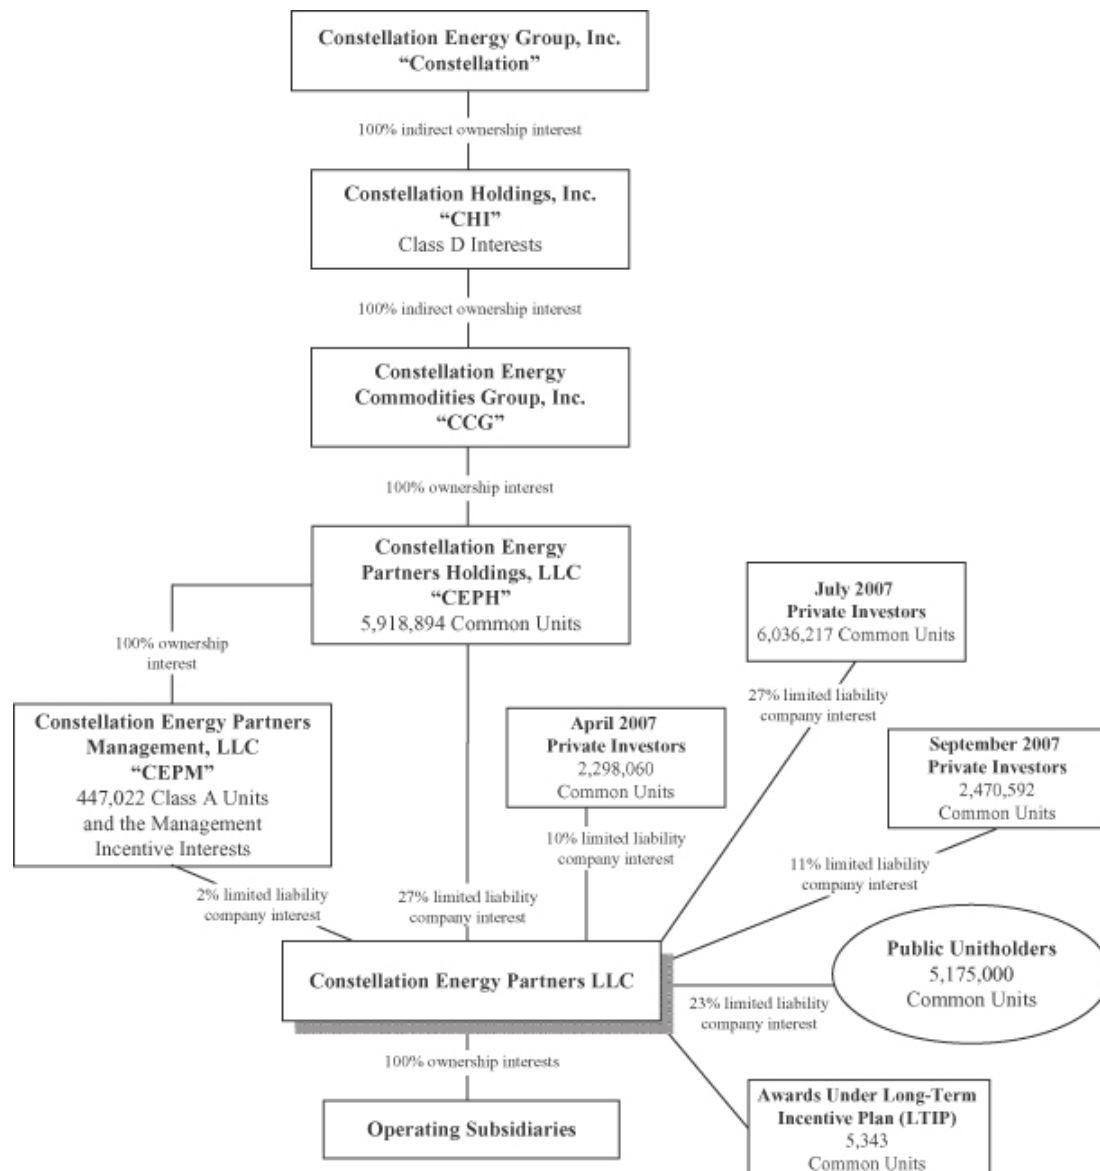 Constellation Energy Group, Inc.
“Constellation”
100% indirect ownership interest
Constellation Holdings, Inc.
“CHI”
Class D Interests
100% indirect ownership interest
Constellation Energy
Commodities Group, Inc.
“CCG”
100% ownership interest
Constellation Energy
Partners Holdings, LLC
“CEPH”
5,918,894 Common Units
July 2007
Private Investors
6,036,217 Common Units
100% ownership
interest
27% limited liability
company interest
Constellation Energy Partners
Management, LLC
“CEPM”
447,022 Class A Units
and the Management
Incentive Interests
April 2007
Private Investors
2,298,060
Common Units
September 2007
Private Investors
2,470,592
Common Units
10% limited liability
company interest
11% limited liability
company interest
2% limited liability
company interest
27% limited liability
company interest
Constellation Energy Partners LLC
Public Unitholders
5,175,000
Common Units
23% limited liability
company interest
100% ownership interests
Operating Subsidiaries
Awards Under Long-Term
Incentive Plan (LTIP)
5,343
Common Units